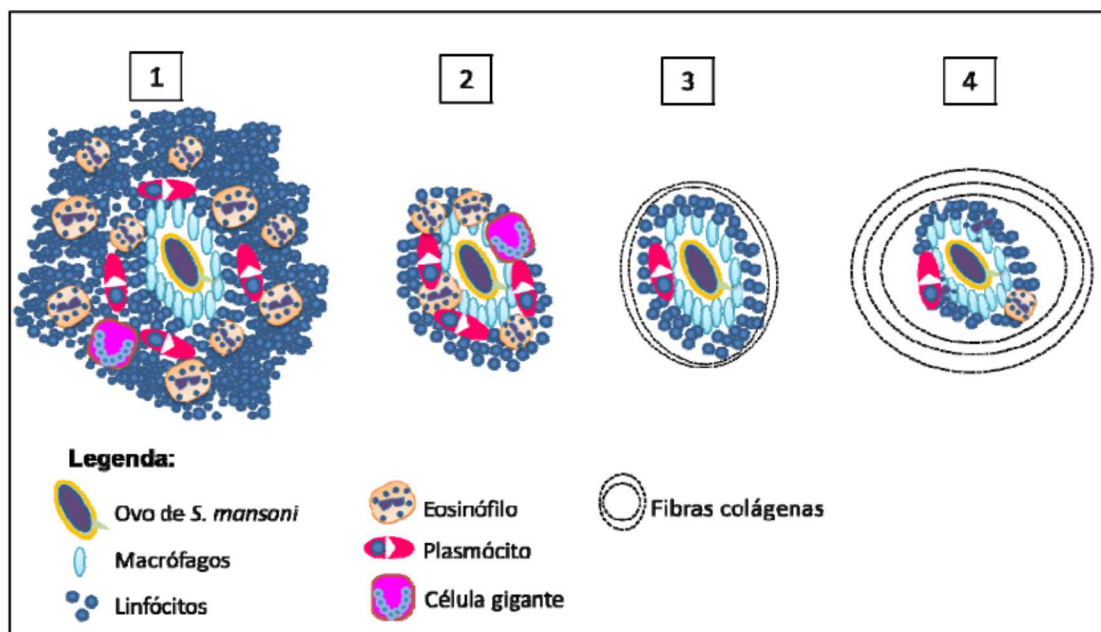 1 2 3 4
Legenda:
Ovo de S. mansoni
Macrófagos
Linfócitos
Eosinófilo
Plasmócito
Célula gigante
Fibras colágenas